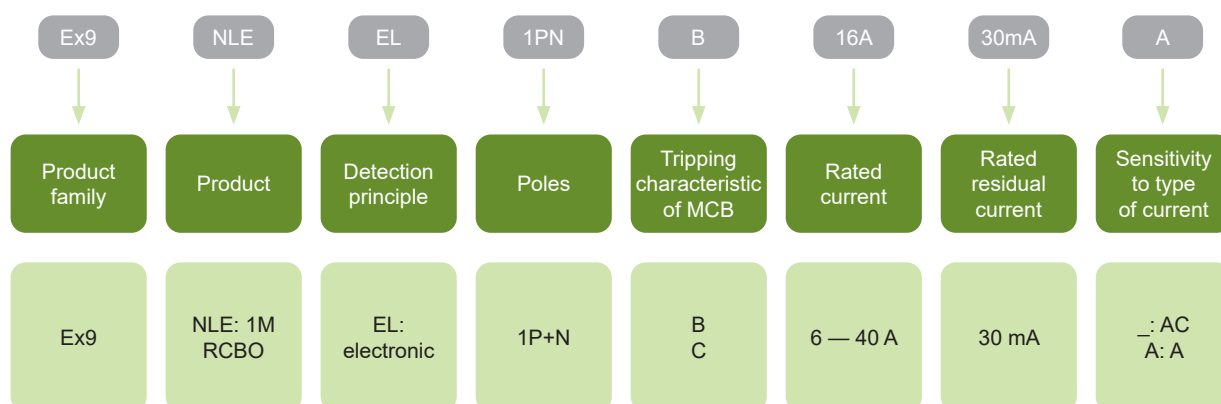 Ex9 NLE EL 1PN B 16A 30mA A
Product
family
Product
Detection
principle
Poles
Tripping
characteristic
of MCB
Rated
current
Rated
residual
current
Sensitivity
to type
of current
Ex9
NLE: 1M
RCBO
EL:
electronic
1P+N
B
C
6 — 40 A
30 mA
_: AC
A: A